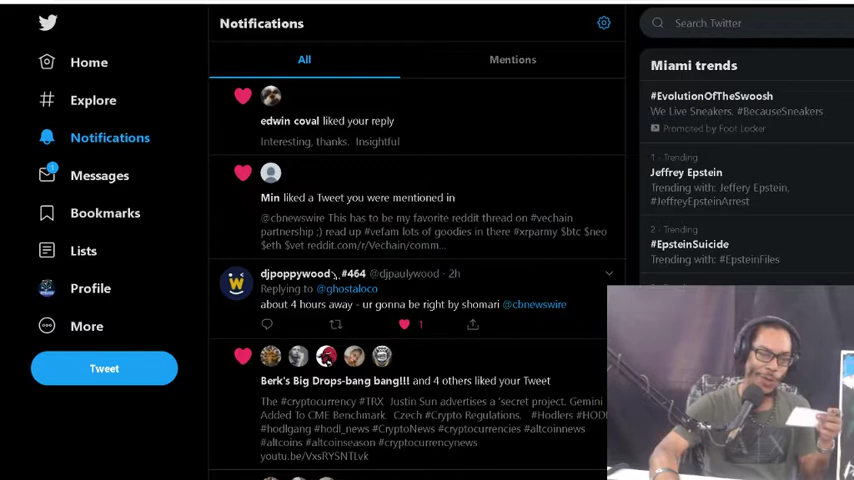 Home
Explore
Notifications
1
Messages
Bookmarks
Lists
Profile
More
Tweet
Notifications
All
Mentions
edwin coval liked your reply
Interesting, thanks. Insightful
Min liked a Tweet you were mentioned in
@cbnewswire This has to be my favorite reddit thread on #vechain
partnership ;) read up #vefam lots of goodies in there #xrparmy $btc $neo
$eth $vet reddit.com/r/Vechain/comm...
djpoppywood #464 @djpaulywood · 2h
Replying to @ghostaloco
about 4 hours away - ur gonna be right by shomari @cbnewswire
1
Berk's Big Drops-bang bang!!! and 4 others liked your Tweet
The #cryptocurrency #TRX Justin Sun advertises a 'secret project. Gemini
Added To CME Benchmark. Czech #Crypto Regulations. #Hodlers #HODL
#hodlgang #hodl_news #CryptoNews #cryptocurrencies #altcoinnews
#altcoins #altcoinseason #cryptocurrencynews
youtu.be/VxsRYSNTLvk
Search Twitter
Miami trends
#EvolutionOfTheSwoosh
We Live Sneakers. #BecauseSneakers
Promoted by Foot Locker
1 · Trending
Jeffrey Epstein
Trending with: Jeffery Epstein,
#JeffreyEpsteinArrest
2 · Trending
#EpsteinSuicide
Trending with: #EpsteinFiles